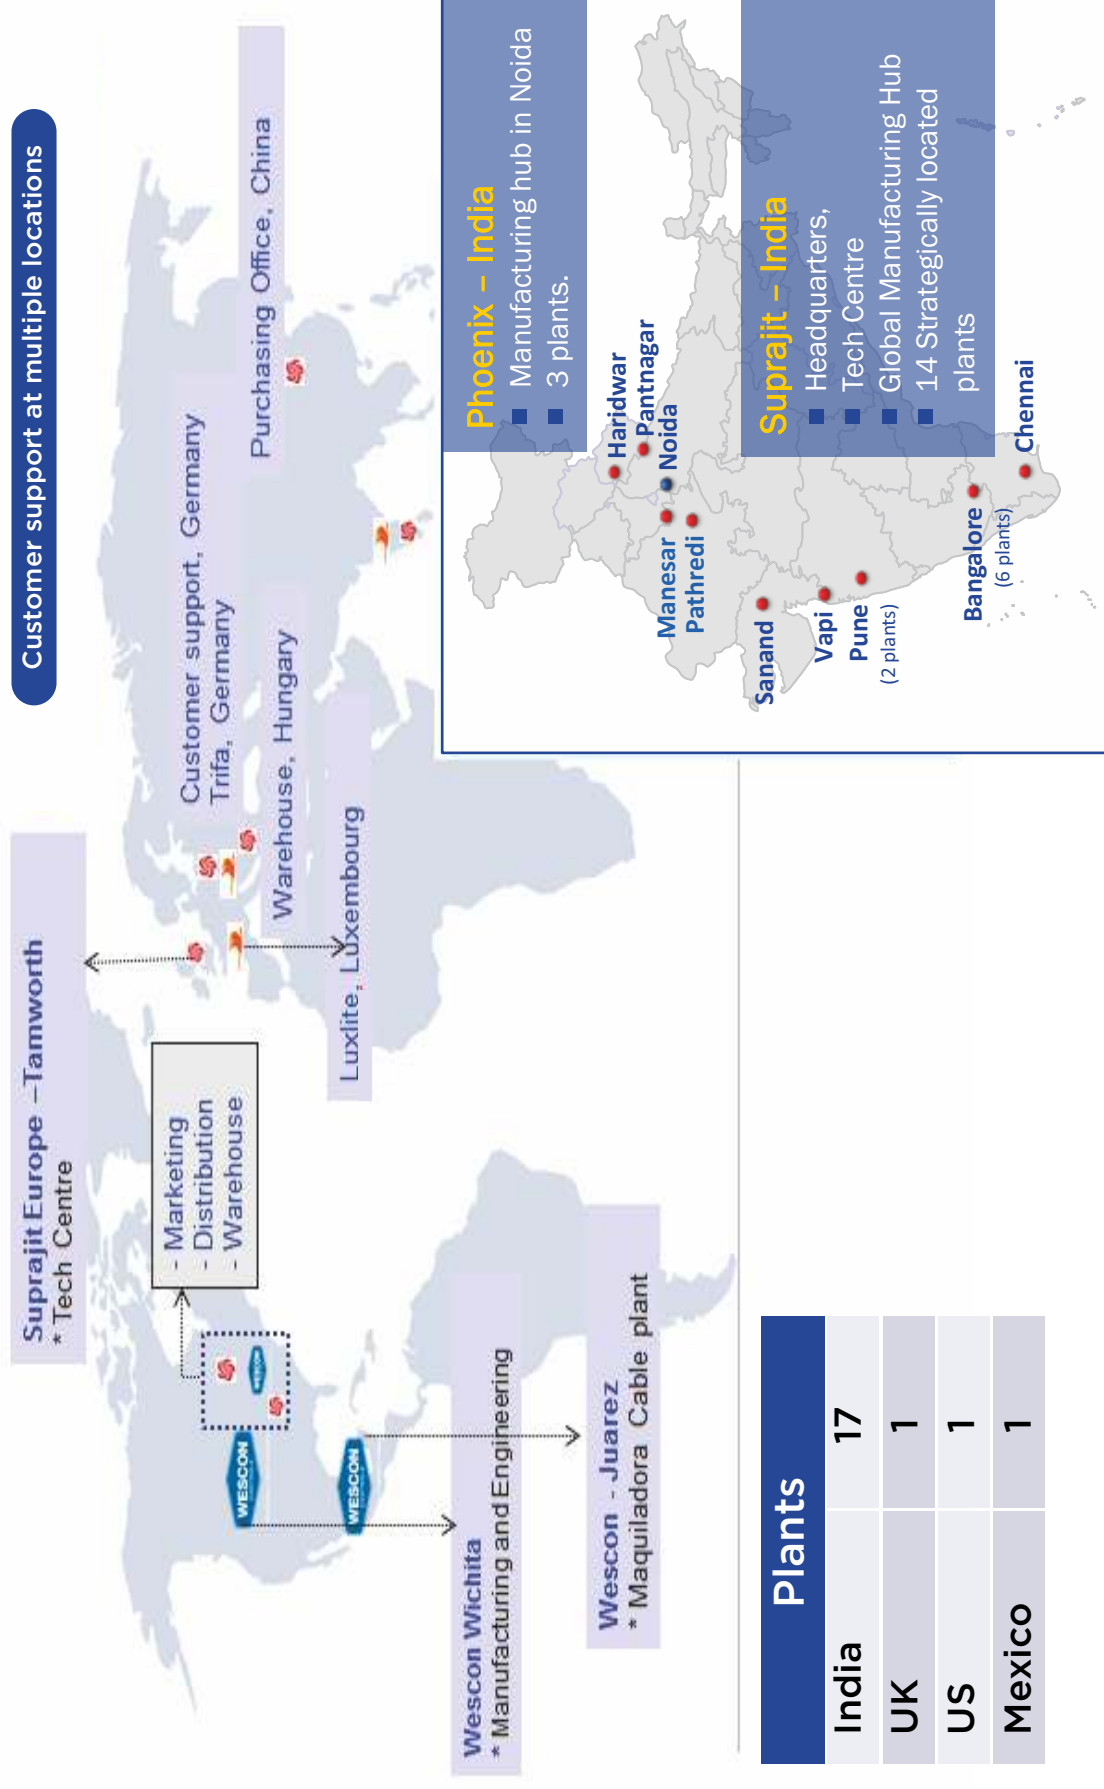 Customer support at multiple locations
Suprajit Europe –Tamworth
* Tech Centre
- Marketing
- Distribution
- Warehouse
Customer support, Germany
Trifa, Germany
Warehouse, Hungary
Luxlite, Luxembourg
Purchasing Office, China
WESCON
WESCON
WESCON
Wescon Wichita
* Manufacturing and Engineering
Wescon - Juarez
* Maquiladora Cable plant
Plants
India 17
UK 1
US 1
Mexico 1
Phoenix – India
Manufacturing hub in Noida
3 plants.
Suprajit – India
Headquarters,
Tech Centre
Global Manufacturing Hub
14 Strategically located
plants
Haridwar
Pantnagar
Noida
Manesar
Pathredi
Sanand
Vapi
Pune
(2 plants)
Bangalore
(6 plants)
Chennai